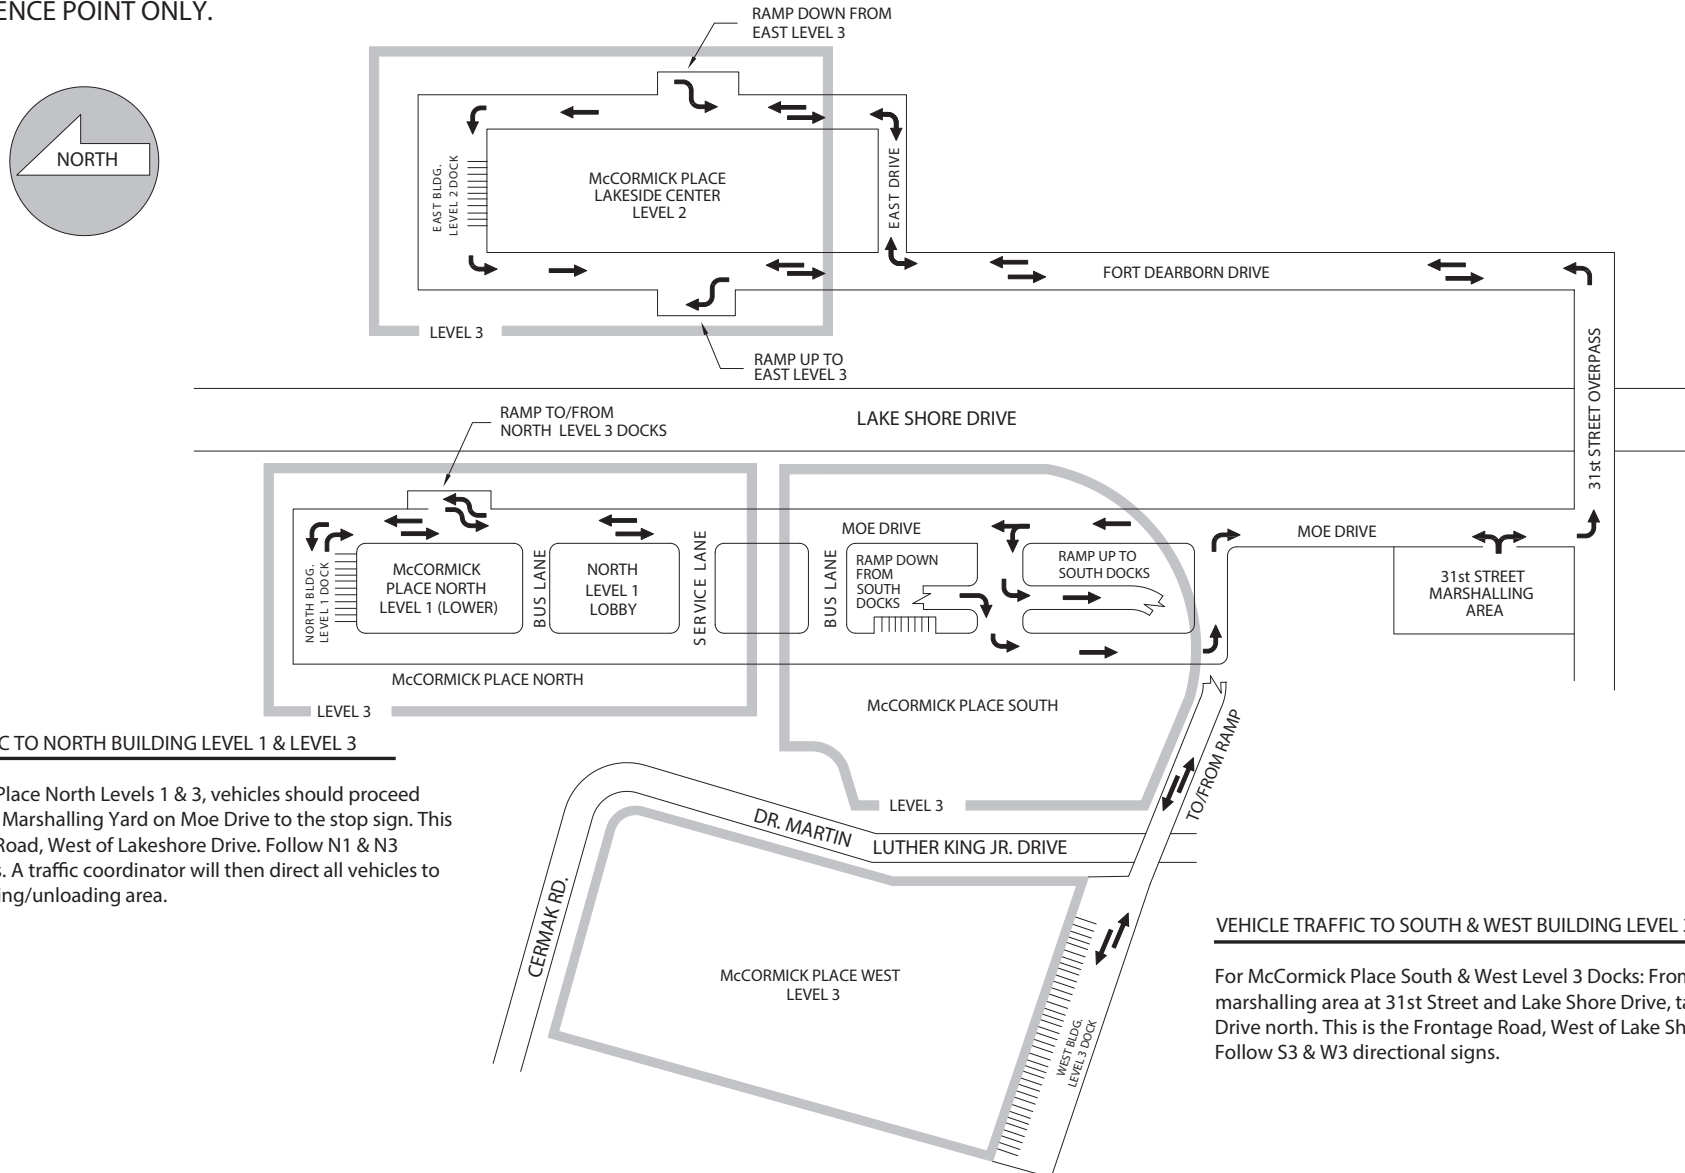 ENCE POINT ONLY.
NORTH
RAMP DOWN FROM
EAST LEVEL 3
EAST BLDG.
LEVEL 2 DOCK
McCORMICK PLACE
LAKESIDE CENTER
LEVEL 2
EAST DRIVE
FORT DEARBORN DRIVE
LEVEL 3
RAMP UP TO
EAST LEVEL 3
31st STREET OVERPASS
LAKE SHORE DRIVE
RAMP TO/FROM
NORTH LEVEL 3 DOCKS
NORTH BLDG.
LEVEL 1 DOCK
McCORMICK
PLACE NORTH
LEVEL 1 (LOWER)
BUS LANE
NORTH
LEVEL 1
LOBBY
SERVICE LANE
BUS LANE
MOE DRIVE
RAMP DOWN
FROM
SOUTH
DOCKS
RAMP UP TO
SOUTH DOCKS
MOE DRIVE
31st STREET
MARSHALLING
AREA
McCORMICK PLACE NORTH
LEVEL 3
McCORMICK PLACE SOUTH
LEVEL 3
TO/FROM RAMP
C TO NORTH BUILDING LEVEL 1 & LEVEL 3
Place North Levels 1 & 3, vehicles should proceed
Marshalling Yard on Moe Drive to the stop sign. This
Road, West of Lakeshore Drive. Follow N1 & N3
s. A traffic coordinator will then direct all vehicles to
ing/unloading area.
DR. MARTIN LUTHER KING JR. DRIVE
CERMAK RD.
McCORMICK PLACE WEST
LEVEL 3
WEST BLDG.
LEVEL 3 DOCK
VEHICLE TRAFFIC TO SOUTH & WEST BUILDING LEVEL 3
For McCormick Place South & West Level 3 Docks: From
marshalling area at 31st Street and Lake Shore Drive, ta
Drive north. This is the Frontage Road, West of Lake Sh
Follow S3 & W3 directional signs.